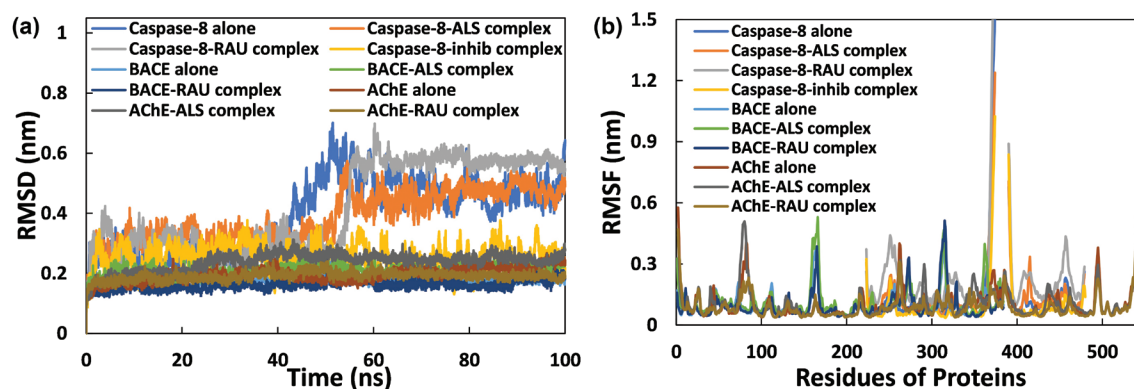 (a)
RMSD (nm)
1
0.8
0.6
0.4
0.2
0
Caspase-8 alone
Caspase-8-ALS complex
Caspase-8-RAU complex
Caspase-8-inhib complex
BACE alone
BACE-ALS complex
BACE-RAU complex
AChE alone
AChE-ALS complex
AChE-RAU complex
0 20 40 60 80 100
Time (ns)
(b)
RMSF (nm)
1.5
1.2
0.9
0.6
0.3
0
Caspase-8 alone
Caspase-8-ALS complex
Caspase-8-RAU complex
Caspase-8-inhib complex
BACE alone
BACE-ALS complex
BACE-RAU complex
AChE alone
AChE-ALS complex
AChE-RAU complex
0 100 200 300 400 500
Residues of Proteins